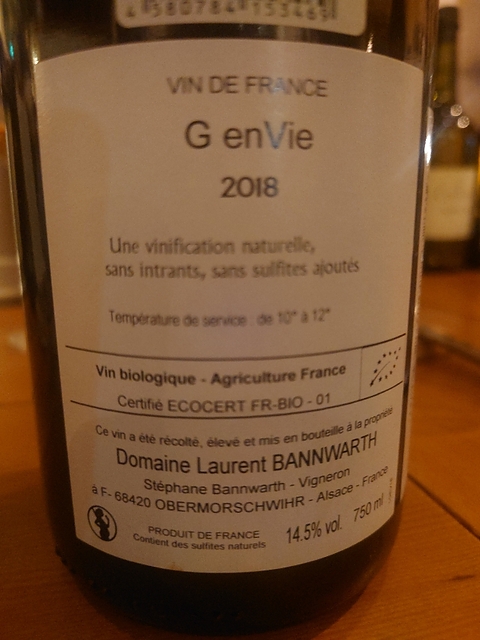 4 580784 153465
VIN DE FRANCE
G enVie
2018
Une vinification naturelle,
sans intrants, sans sulfites ajoutés
Température de service : de 10° à 12°
Vin biologique - Agriculture France
Certifié ECOCERT FR-BIO - 01
Ce vin a été récolté, élevé et mis en bouteille à la propriété
Domaine Laurent BANNWARTH
Stéphane Bannwarth - Vigneron
à F- 68420 OBERMORSCHWIHR - Alsace - France
PRODUIT DE FRANCE
Contient des sulfites naturels
14.5% vol.
750 ml